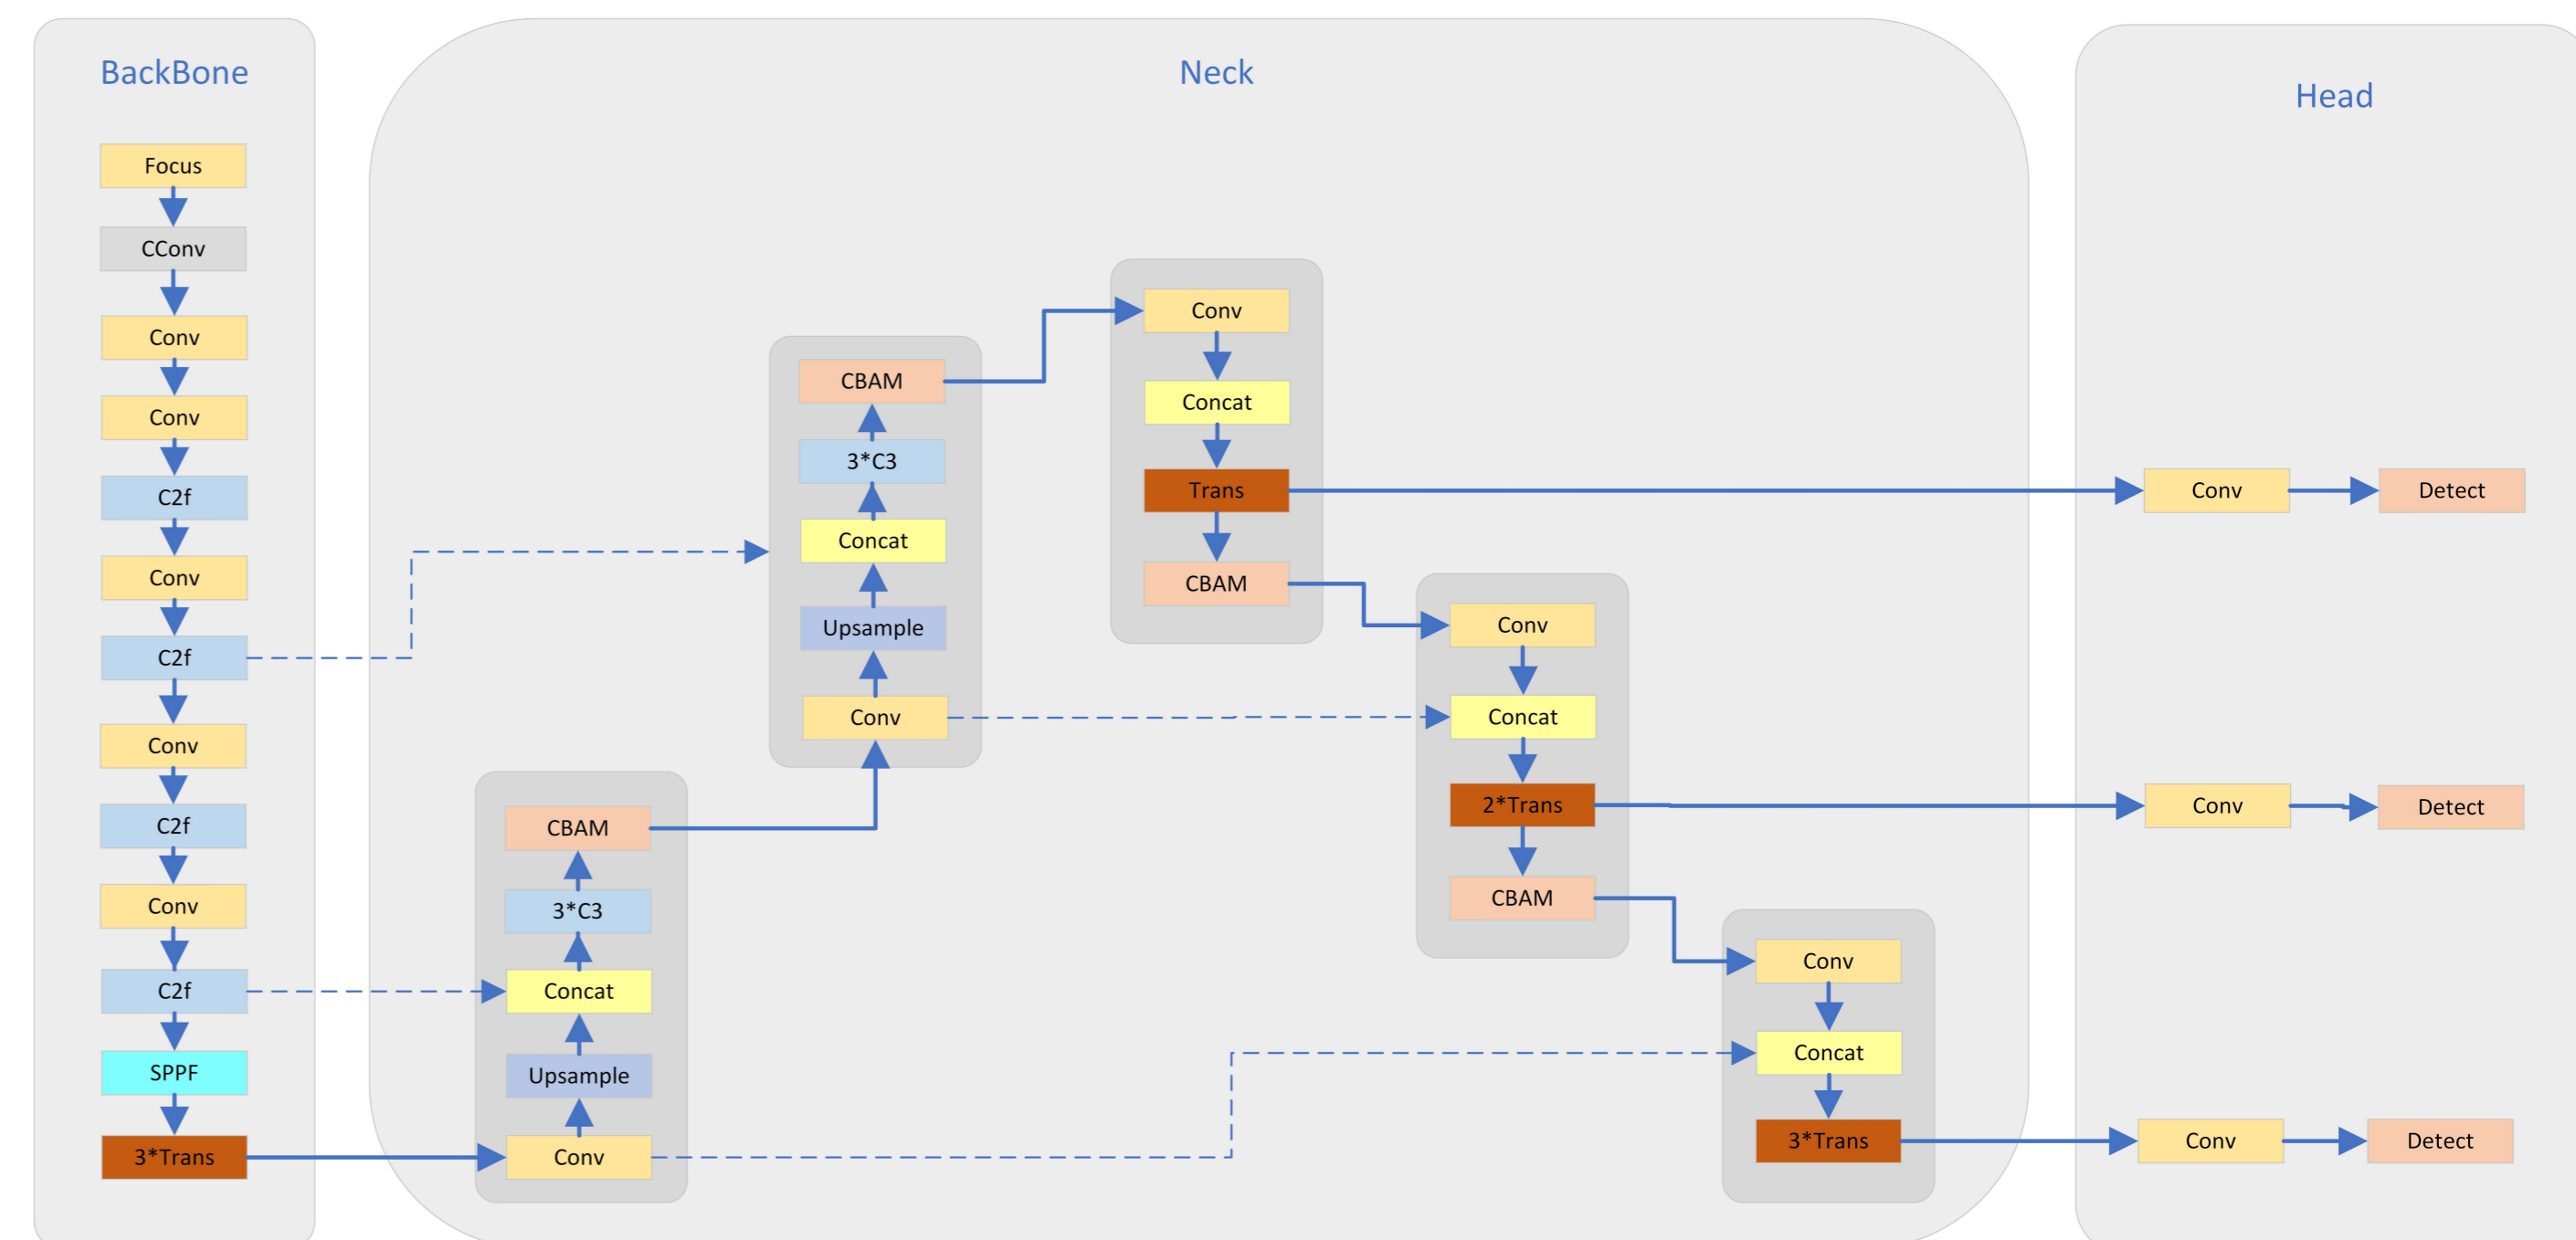 BackBone
Focus
CConv
Conv
Conv
C2f
Conv
C2f
Conv
C2f
Conv
C2f
SPPF
3*Trans
Neck
CBAM
3*C3
Concat
Upsample
Conv
CBAM
3*C3
Concat
Upsample
Conv
Conv
Concat
Trans
CBAM
Conv
Concat
2*Trans
CBAM
Conv
Concat
3*Trans
Head
Conv
Detect
Conv
Detect
Conv
Detect